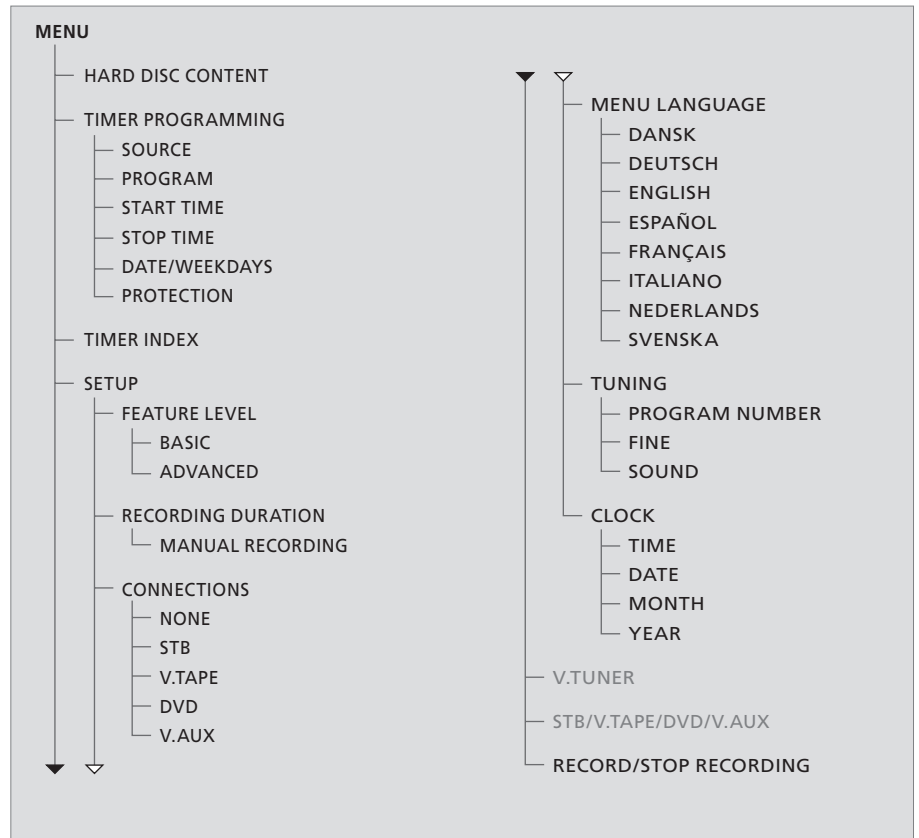 MENU
HARD DISC CONTENT
TIMER PROGRAMMING
SOURCE
PROGRAM
START TIME
STOP TIME
DATE/WEEKDAYS
PROTECTION
TIMER INDEX
SETUP
FEATURE LEVEL
BASIC
ADVANCED
RECORDING DURATION
MANUAL RECORDING
CONNECTIONS
NONE
STB
V.TAPE
DVD
V.AUX
MENU LANGUAGE
DANSK
DEUTSCH
ENGLISH
ESPAÑOL
FRANÇAIS
ITALIANO
NEDERLANDS
SVENSKA
TUNING
PROGRAM NUMBER
FINE
SOUND
CLOCK
TIME
DATE
MONTH
YEAR
V.TUNER
STB/V.TAPE/DVD/V.AUX
RECORD/STOP RECORDING